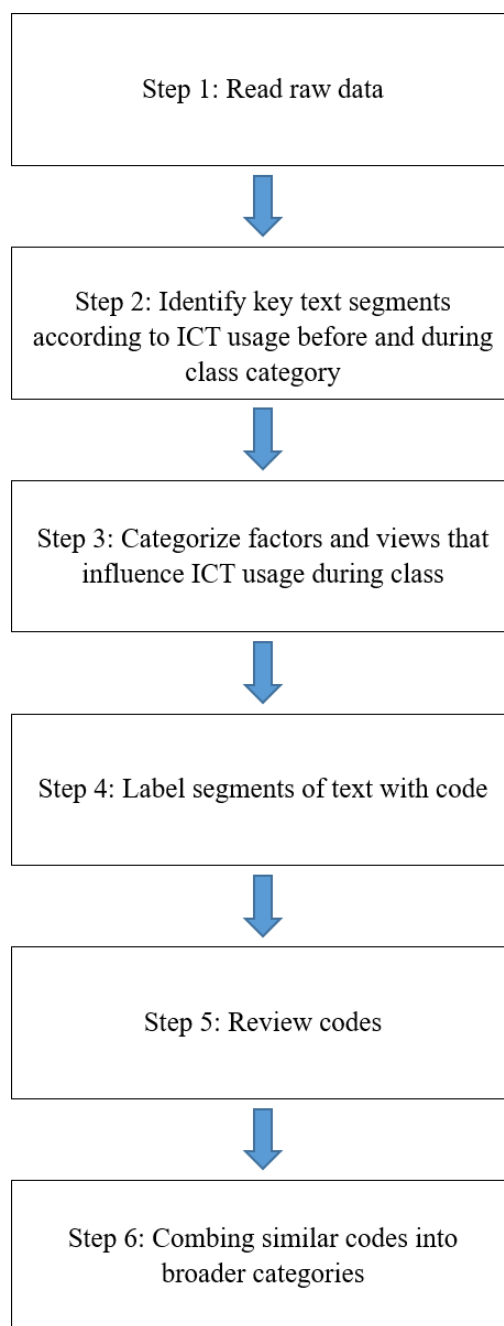 Step 1: Read raw data
Step 2: Identify key text segments
according to ICT usage before and during
class category
Step 3: Categorize factors and views that
influence ICT usage during class
Step 4: Label segments of text with code
Step 5: Review codes
Step 6: Combing similar codes into
broader categories